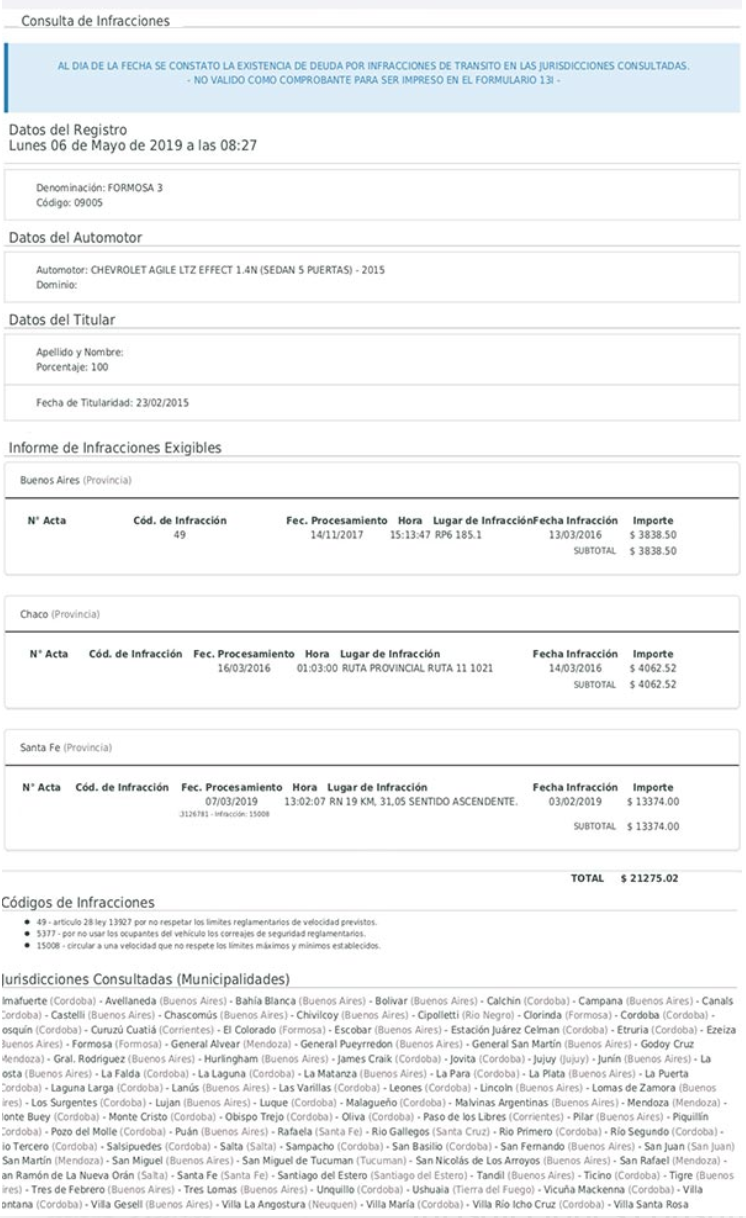 Consulta de Infracciones
AL DIA DE LA FECHA SE CONSTATO LA EXISTENCIA DE DEUDA POR INFRACCIONES DE TRANSITO EN LAS JURISDICCIONES CONSULTADAS.
- NO VALIDO COMO COMPROBANTE PARA SER IMPRESO EN EL FORMULARIO 13I -
Datos del Registro
Lunes 06 de Mayo de 2019 a las 08:27
Denominación: FORMOSA 3
Código: 09005
Datos del Automotor
Automotor: CHEVROLET AGILE LTZ EFFECT 1.4N (SEDAN 5 PUERTAS) - 2015
Dominio:
Datos del Titular
Apellido y Nombre:
Porcentaje: 100
Fecha de Titularidad: 23/02/2015
Informe de Infracciones Exigibles
Buenos Aires (Provincia)
N° Acta Cód. de Infracción Fec. Procesamiento Hora Lugar de Infracción Fecha Infracción Importe
49 14/11/2017 15:13:47 RP6 185.1 13/03/2016 $ 3838.50
SUBTOTAL $ 3838.50
Chaco (Provincia)
N° Acta Cód. de Infracción Fec. Procesamiento Hora Lugar de Infracción Fecha Infracción Importe
16/03/2016 01:03:00 RUTA PROVINCIAL RUTA 11 1021 14/03/2016 $ 4062.52
SUBTOTAL $ 4062.52
Santa Fe (Provincia)
N° Acta Cód. de Infracción Fec. Procesamiento Hora Lugar de Infracción Fecha Infracción Importe
07/03/2019 13:02:07 RN 19 KM, 31,05 SENTIDO ASCENDENTE. 03/02/2019 $ 13374.00
.3126781 - Infracción: 15008
SUBTOTAL $ 13374.00
TOTAL $ 21275.02
Códigos de Infracciones
● 49 - articulo 28 ley 13927 por no respetar los limites reglamentarios de velocidad previstos.
● 5377 - por no usar los ocupantes del vehículo los correajes de seguridad reglamentarios.
● 15008 - circular a una velocidad que no respete los límites máximos y mínimos establecidos.
Jurisdicciones Consultadas (Municipalidades)
lmafuerte (Cordoba) - Avellaneda (Buenos Aires) - Bahía Blanca (Buenos Aires) - Bolivar (Buenos Aires) - Calchin (Cordoba) - Campana (Buenos Aires) - Canals
Cordoba) - Castelli (Buenos Aires) - Chascomús (Buenos Aires) - Chivilcoy (Buenos Aires) - Cipolletti (Rio Negro) - Clorinda (Formosa) - Cordoba (Cordoba) -
osquín (Cordoba) - Curuzú Cuatiá (Corrientes) - El Colorado (Formosa) - Escobar (Buenos Aires) - Estación Juárez Celman (Cordoba) - Etruria (Cordoba) - Ezeiza
Buenos Aires) - Formosa (Formosa) - General Alvear (Mendoza) - General Pueyrredon (Buenos Aires) - General San Martín (Buenos Aires) - Godoy Cruz
Mendoza) - Gral. Rodriguez (Buenos Aires) - Hurlingham (Buenos Aires) - James Craik (Cordoba) - Jovita (Cordoba) - Jujuy (Jujuy) - Junín (Buenos Aires) - La
osta (Buenos Aires) - La Falda (Cordoba) - La Laguna (Cordoba) - La Matanza (Buenos Aires) - La Para (Cordoba) - La Plata (Buenos Aires) - La Puerta
Cordoba) - Laguna Larga (Cordoba) - Lanús (Buenos Aires) - Las Varillas (Cordoba) - Leones (Cordoba) - Lincoln (Buenos Aires) - Lomas de Zamora (Buenos
ires) - Los Surgentes (Cordoba) - Lujan (Buenos Aires) - Luque (Cordoba) - Malagueño (Cordoba) - Malvinas Argentinas (Buenos Aires) - Mendoza (Mendoza) -
lonte Buey (Cordoba) - Monte Cristo (Cordoba) - Obispo Trejo (Cordoba) - Oliva (Cordoba) - Paso de los Libres (Corrientes) - Pilar (Buenos Aires) - Piquillín
Cordoba) - Pozo del Molle (Cordoba) - Puán (Buenos Aires) - Rafaela (Santa Fe) - Rio Gallegos (Santa Cruz) - Rio Primero (Cordoba) - Río Segundo (Cordoba) -
io Tercero (Cordoba) - Salsipuedes (Cordoba) - Salta (Salta) - Sampacho (Cordoba) - San Basilio (Cordoba) - San Fernando (Buenos Aires) - San Juan (San Juan)
San Martín (Mendoza) - San Miguel (Buenos Aires) - San Miguel de Tucuman (Tucuman) - San Nicolás de Los Arroyos (Buenos Aires) - San Rafael (Mendoza) -
an Ramón de La Nueva Orán (Salta) - Santa Fe (Santa Fe) - Santiago del Estero (Santiago del Estero) - Tandil (Buenos Aires) - Ticino (Cordoba) - Tigre (Buenos
ires) - Tres de Febrero (Buenos Aires) - Tres Lomas (Buenos Aires) - Unquillo (Cordoba) - Ushuaia (Tierra del Fuego) - Vicuña Mackenna (Cordoba) - Villa
ontana (Cordoba) - Villa Gesell (Buenos Aires) - Villa La Angostura (Neuquen) - Villa María (Cordoba) - Villa Río Icho Cruz (Cordoba) - Villa Santa Rosa